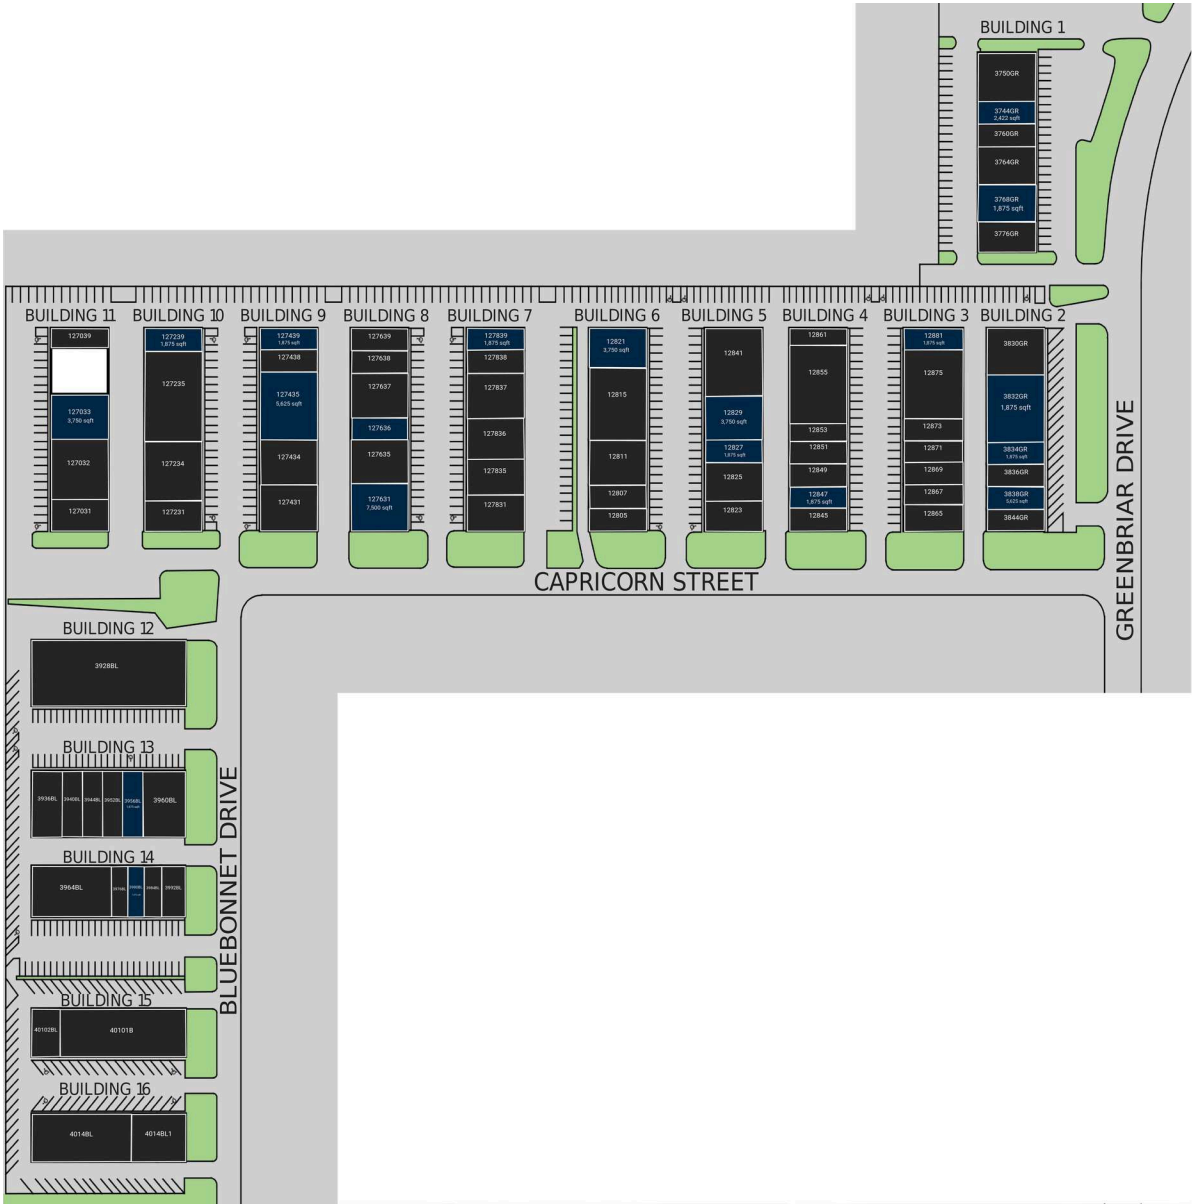 BUILDING 1
3750GR
3744GR
2,422 sqft
3760GR
3764GR
3768GR
1,875 sqft
3776GR
BUILDING 11
127039
127033
3,750 sqft
127032
127031
BUILDING 10
127239
1,875 sqft
127235
127234
127231
BUILDING 9
127439
1,875 sqft
127438
127435
5,625 sqft
127434
127431
BUILDING 8
127639
127638
127637
127636
127635
127631
7,500 sqft
BUILDING 7
127839
1,875 sqft
127838
127837
127836
127835
127831
BUILDING 6
12821
3,750 sqft
12815
12811
12807
12805
BUILDING 5
12841
12829
3,750 sqft
12827
1,875 sqft
12825
12823
BUILDING 4
12861
12855
12853
12851
12849
12847
1,875 sqft
12845
BUILDING 3
12881
1,875 sqft
12875
12873
12871
12869
12867
12865
BUILDING 2
3830GR
3832GR
1,875 sqft
3834GR
1,875 sqft
3836GR
3838GR
5,625 sqft
3844GR
GREENBRIAR DRIVE
CAPRICORN STREET
BUILDING 12
3928BL
BUILDING 13
3936BL
3940BL
3944BL
3952BL
3956BL
3960BL
BUILDING 14
3964BL
3976BL
3980BL
3984BL
3992BL
BLUEBONNET DRIVE
BUILDING 15
40102BL
40101B
BUILDING 16
4014BL
4014BL1